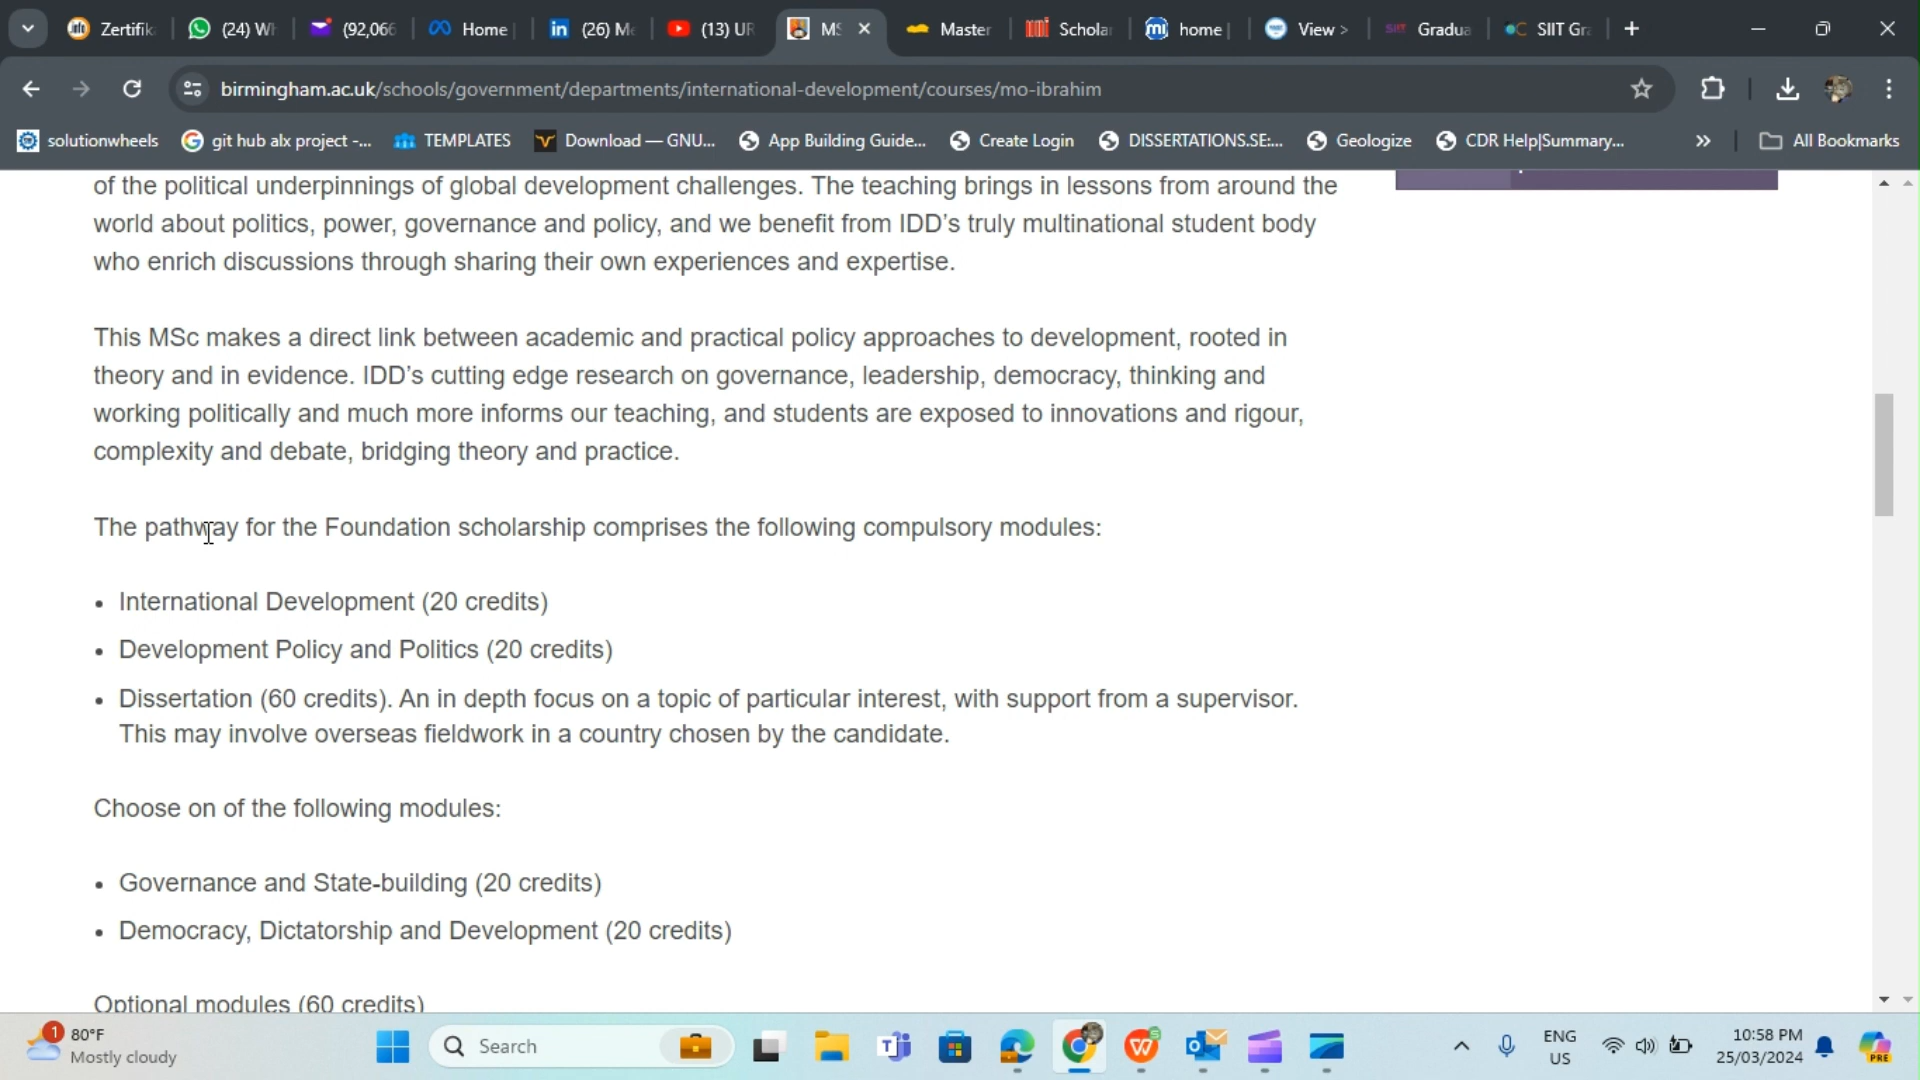 Zertifik
(24) Wh
(92,066
Home
(26) Me
(13) UR
MS
Master
Scholar
home
View >
Gradua
SIIT Gra
birmingham.ac.uk/schools/government/departments/international-development/courses/mo-ibrahim
solutionwheels
git hub alx project -...
TEMPLATES
Download — GNU...
App Building Guide...
Create Login
DISSERTATIONS.SE:...
Geologize
CDR Help|Summary...
All Bookmarks
of the political underpinnings of global development challenges. The teaching brings in lessons from around the
world about politics, power, governance and policy, and we benefit from IDD’s truly multinational student body
who enrich discussions through sharing their own experiences and expertise.
This MSc makes a direct link between academic and practical policy approaches to development, rooted in
theory and in evidence. IDD’s cutting edge research on governance, leadership, democracy, thinking and
working politically and much more informs our teaching, and students are exposed to innovations and rigour,
complexity and debate, bridging theory and practice.
The pathway for the Foundation scholarship comprises the following compulsory modules:
• International Development (20 credits)
• Development Policy and Politics (20 credits)
• Dissertation (60 credits). An in depth focus on a topic of particular interest, with support from a supervisor.
This may involve overseas fieldwork in a country chosen by the candidate.
Choose on of the following modules:
• Governance and State-building (20 credits)
• Democracy, Dictatorship and Development (20 credits)
Optional modules (60 credits)
1
80°F
Mostly cloudy
Search
ENG
US
10:58 PM
25/03/2024
PRE